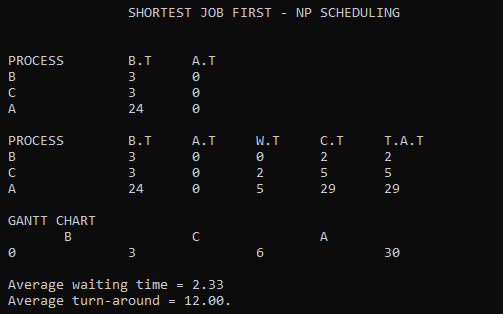 SHORTEST JOB FIRST - NP SCHEDULING
PROCESS B.T A.T
B 3 0
C 3 0
A 24 0
PROCESS B.T A.T W.T C.T T.A.T
B 3 0 0 2 2
C 3 0 2 5 5
A 24 0 5 29 29
GANTT CHART
B C A
0 3 6 30
Average waiting time = 2.33
Average turn-around = 12.00.